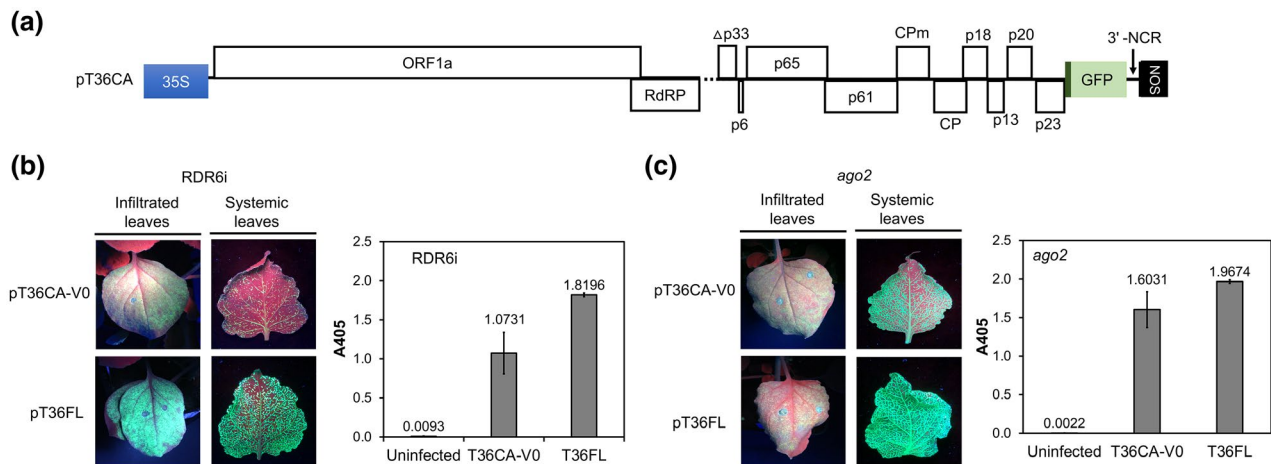 (a)
pT36CA
35S
ORF1a
RdRP
△p33
p6
p65
p61
CPm
CP
p18
p13
p20
p23
GFP
3' -NCR
NOS
(b)
RDR6i
Infiltrated
leaves
Systemic
leaves
pT36CA-V0
pT36FL
RDR6i
A405
2.5
2.0
1.5
1.0
0.5
0.0
0.0093
1.0731
1.8196
Uninfected T36CA-V0 T36FL
(c)
ago2
Infiltrated
leaves
Systemic
leaves
pT36CA-V0
pT36FL
ago2
A405
2.5
2.0
1.5
1.0
0.5
0.0
0.0022
1.6031
1.9674
Uninfected T36CA-V0 T36FL